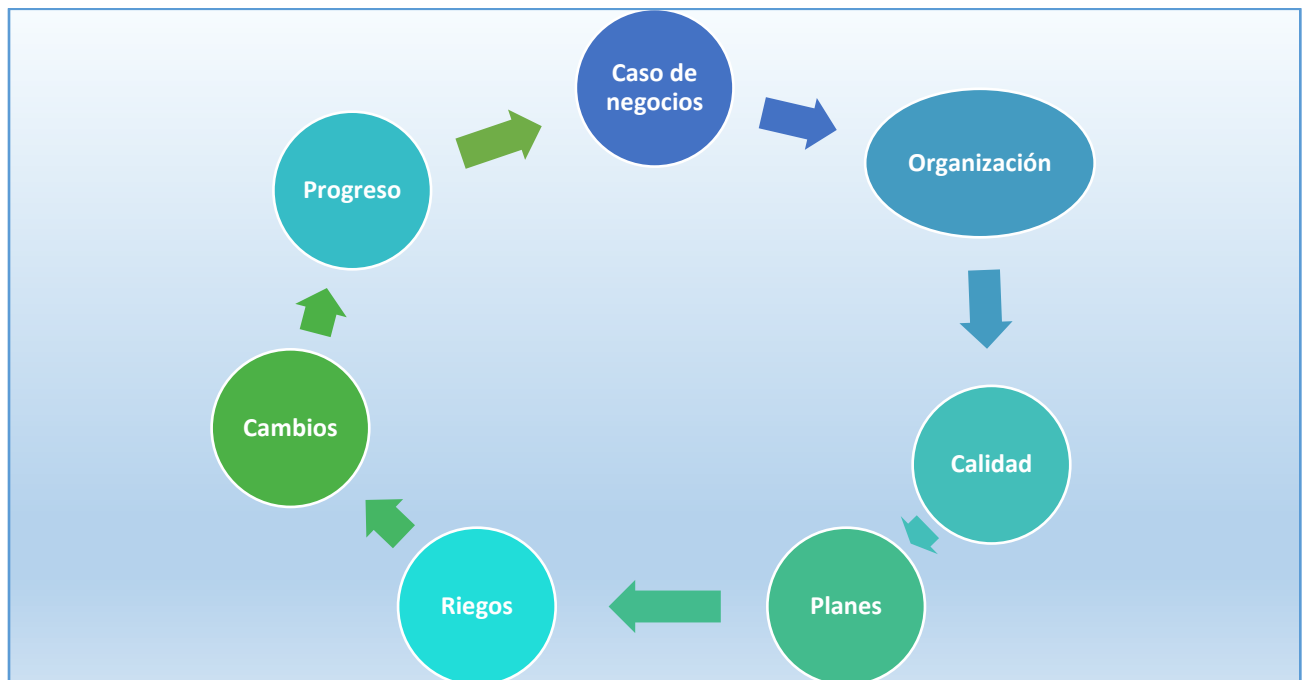 Caso de
negocios
Organización
Calidad
Planes
Riegos
Cambios
Progreso